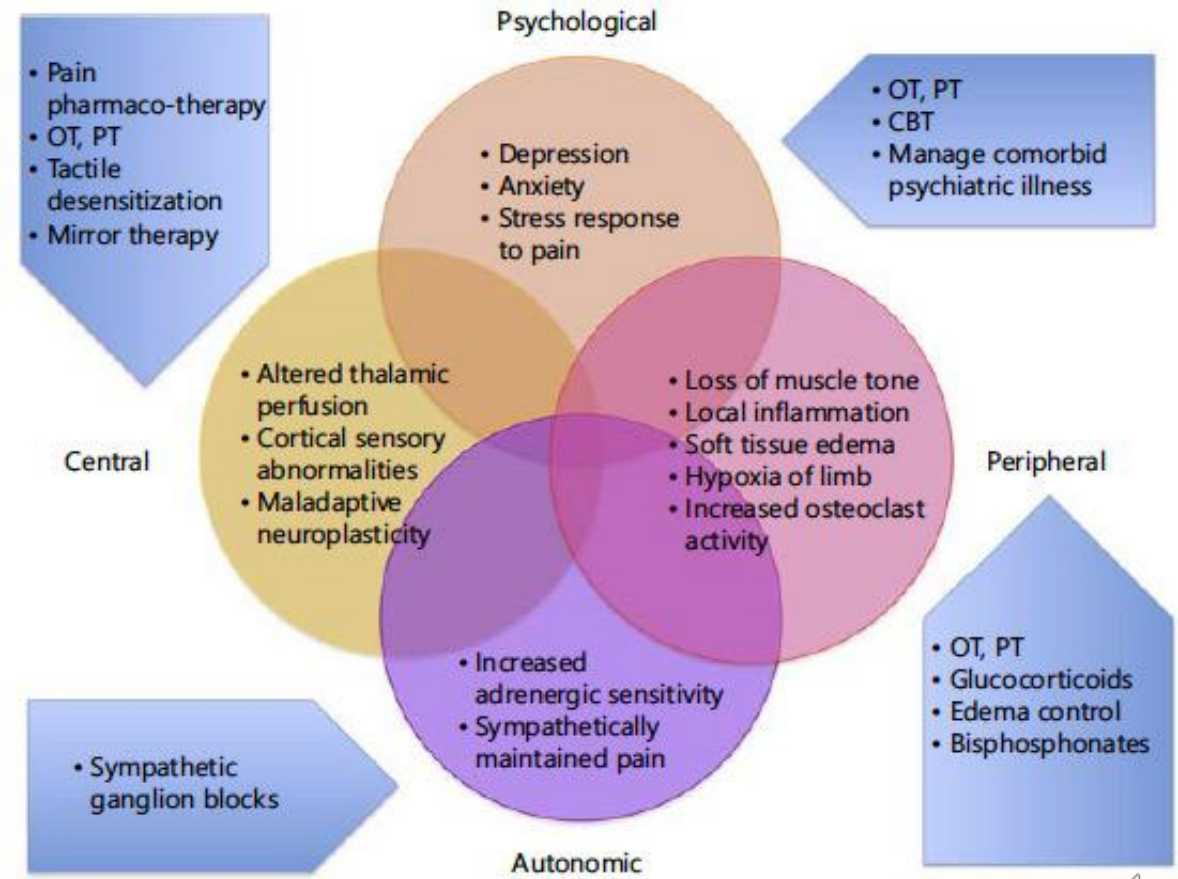 Psychological
• Pain
pharmaco-therapy
• OT, PT
• Tactile
desensitization
• Mirror therapy
• OT, PT
• CBT
• Manage comorbid
psychiatric illness
• Depression
• Anxiety
• Stress response
to pain
• Altered thalamic
perfusion
• Cortical sensory
abnormalities
• Maladaptive
neuroplasticity
• Loss of muscle tone
• Local inflammation
• Soft tissue edema
• Hypoxia of limb
• Increased osteoclast
activity
Central
Peripheral
• Increased
adrenergic sensitivity
• Sympathetically
maintained pain
• OT, PT
• Glucocorticoids
• Edema control
• Bisphosphonates
• Sympathetic
ganglion blocks
Autonomic